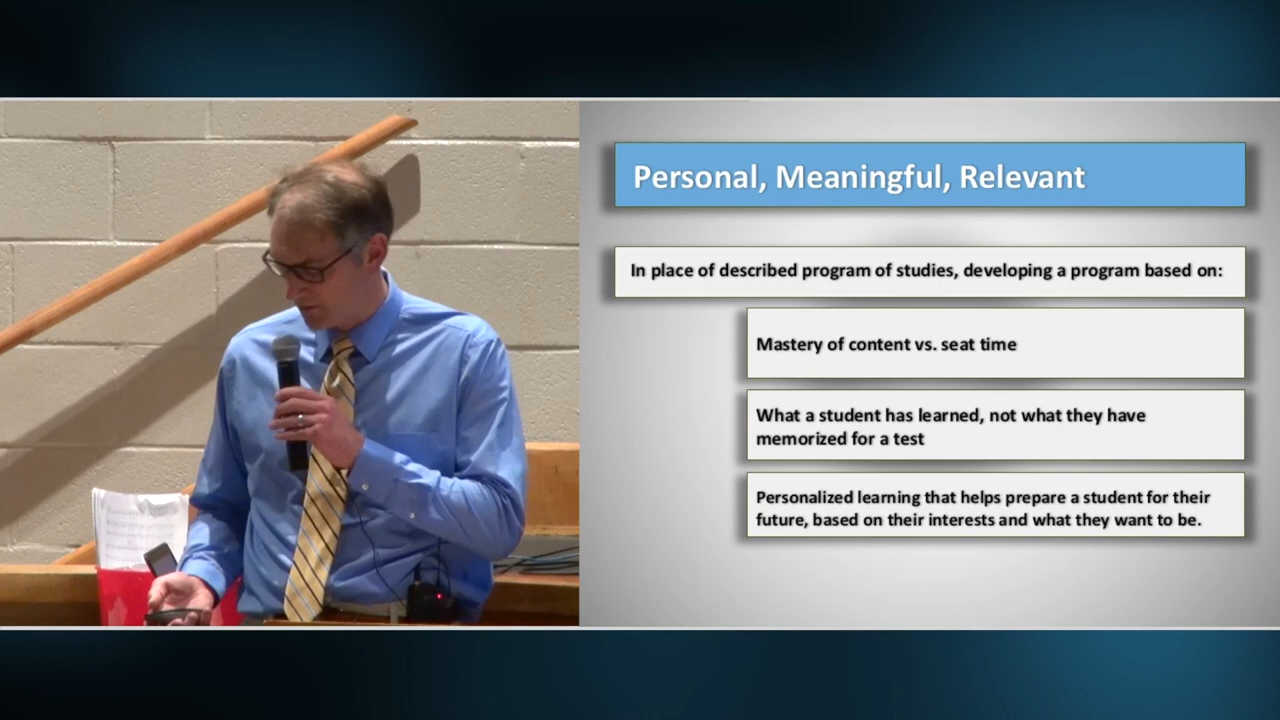 Personal, Meaningful, Relevant
In place of described program of studies, developing a program based on:
Mastery of content vs. seat time
What a student has learned, not what they have
memorized for a test
Personalized learning that helps prepare a student for their
future, based on their interests and what they want to be.